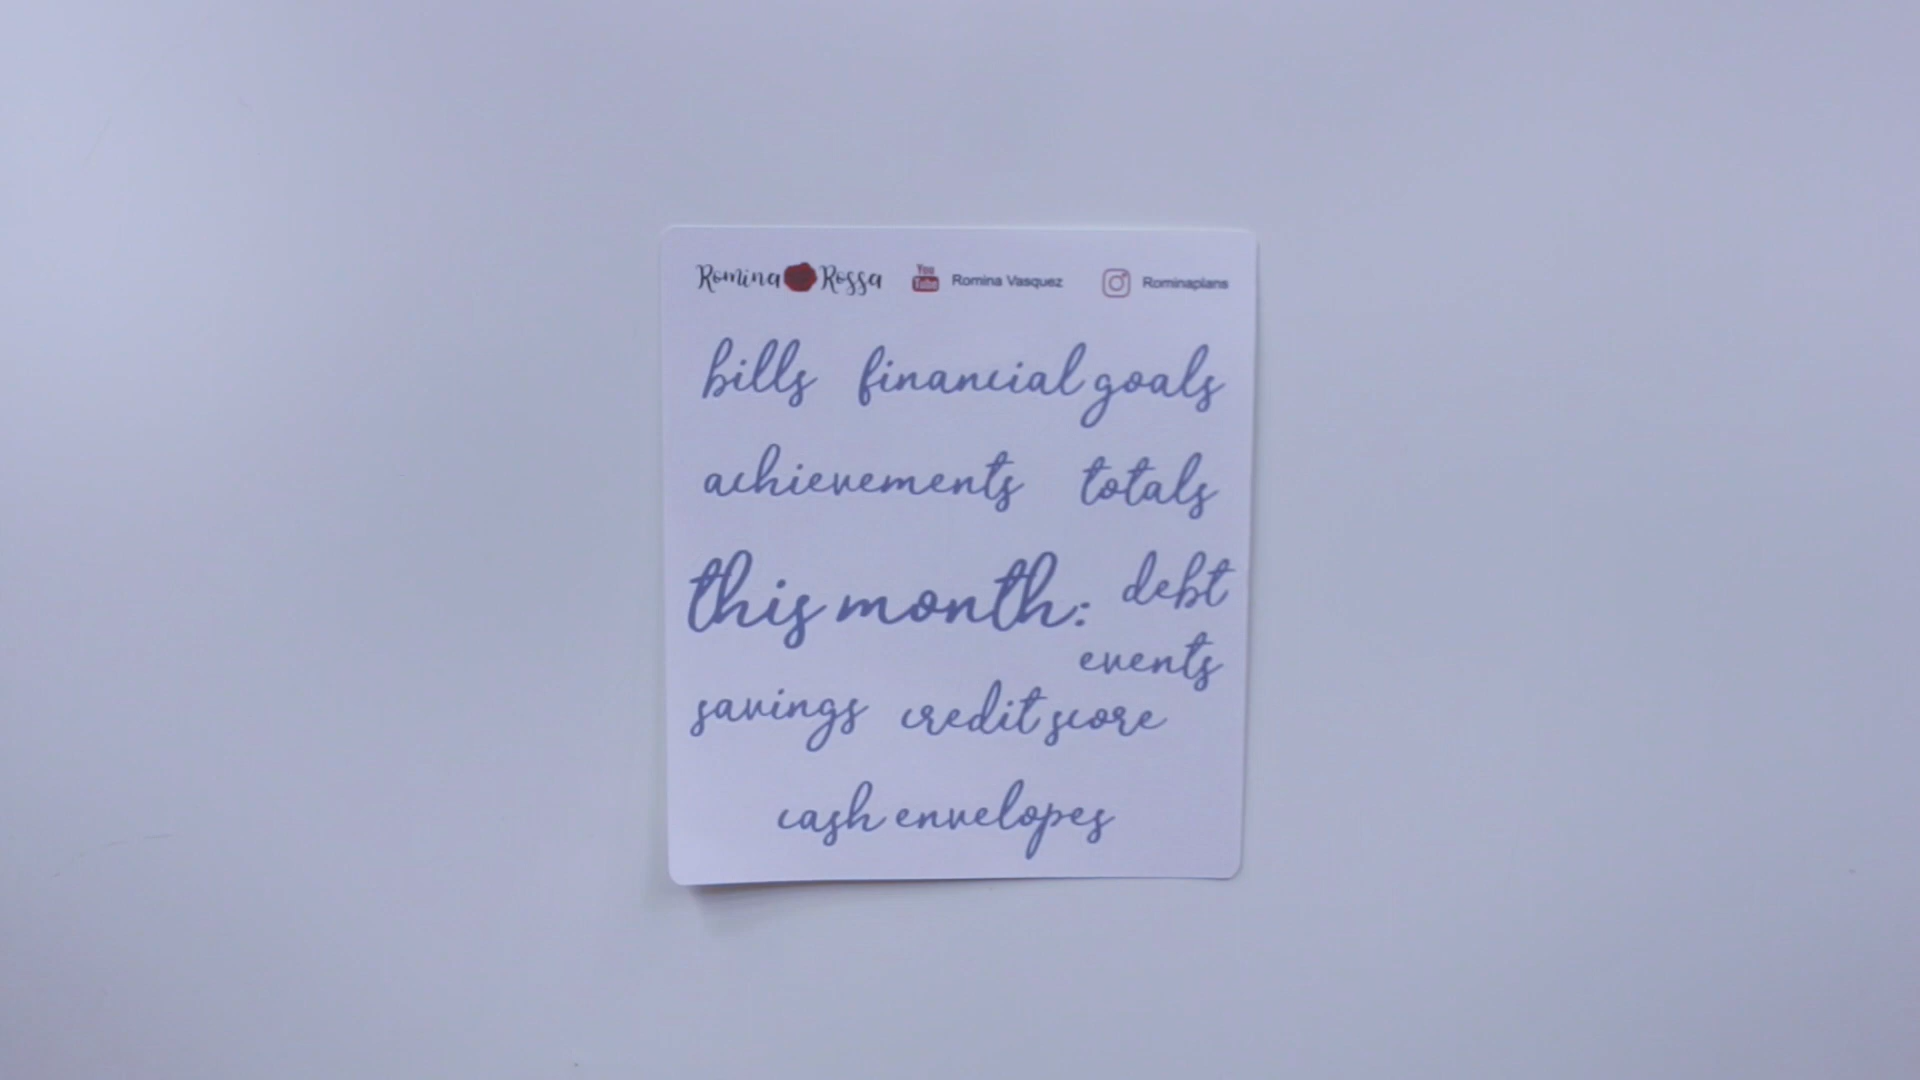 Romina Rossa You Tube Romina Vasquez Rominaplans
bills financial goals
achievements totals
this month: debt
events
savings credit score
cash envelopes